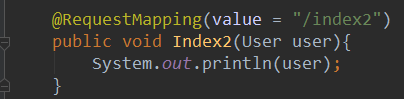 @RequestMapping(value = "/index2")
public void Index2(User user){
    System.out.println(user);
}